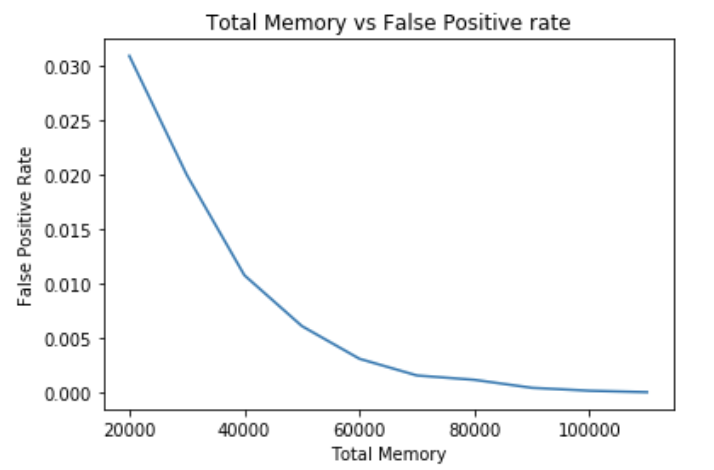 Total Memory vs False Positive rate
False Positive Rate
0.030
0.025
0.020
0.015
0.010
0.005
0.000
20000 40000 60000 80000 100000
Total Memory